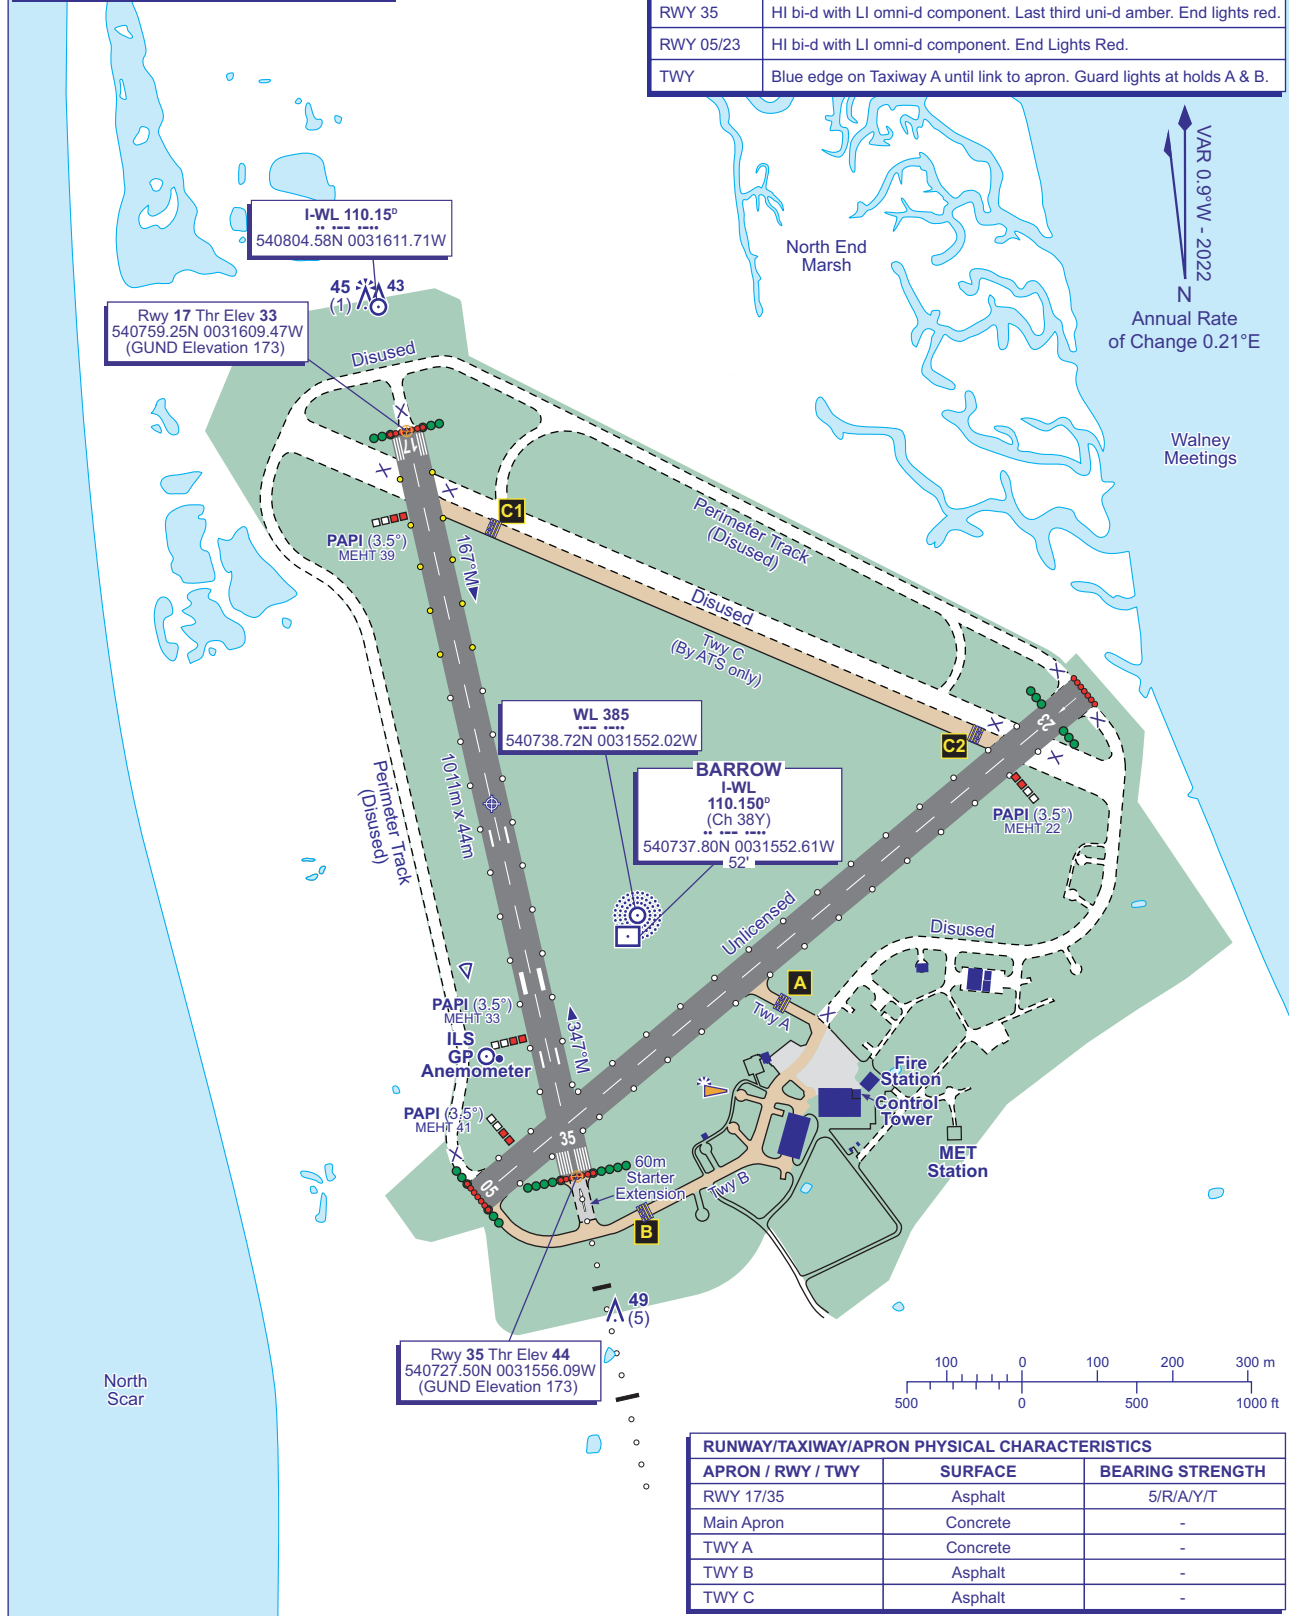 RWY 35 HI bi-d with LI omni-d component. Last third uni-d amber. End lights red.
RWY 05/23 HI bi-d with LI omni-d component. End Lights Red.
TWY Blue edge on Taxiway A until link to apron. Guard lights at holds A & B.
VAR 0.9°W - 2022
N
Annual Rate
of Change 0.21°E
I-WL 110.15D
540804.58N 0031611.71W
North End
Marsh
45
(1)
43
Rwy 17 Thr Elev 33
540759.25N 0031609.47W
(GUND Elevation 173)
Disused
17
Walney
Meetings
C1
PAPI (3.5°)
MEHT 39
167°M
Perimeter Track
(Disused)
Disused
Twy C
(By ATS only)
WL 385
540738.72N 0031552.02W
23
C2
BARROW
I-WL
110.150D
(Ch 38Y)
540737.80N 0031552.61W
52'
PAPI (3.5°)
MEHT 22
1011m x 44m
Perimeter Track
(Disused)
Unlicensed
Disused
A
Twy A
PAPI (3.5°)
MEHT 33
ILS
GP
Anemometer
347°M
Fire
Station
Control
Tower
PAPI (3.5°)
MEHT 41
35
MET
Station
60m
Starter
Extension
Twy B
05
B
49
(5)
Rwy 35 Thr Elev 44
540727.50N 0031556.09W
(GUND Elevation 173)
North
Scar
100 0 100 200 300 m
500 0 500 1000 ft
RUNWAY/TAXIWAY/APRON PHYSICAL CHARACTERISTICS
APRON / RWY / TWY SURFACE BEARING STRENGTH
RWY 17/35 Asphalt 5/R/A/Y/T
Main Apron Concrete -
TWY A Concrete -
TWY B Asphalt -
TWY C Asphalt -